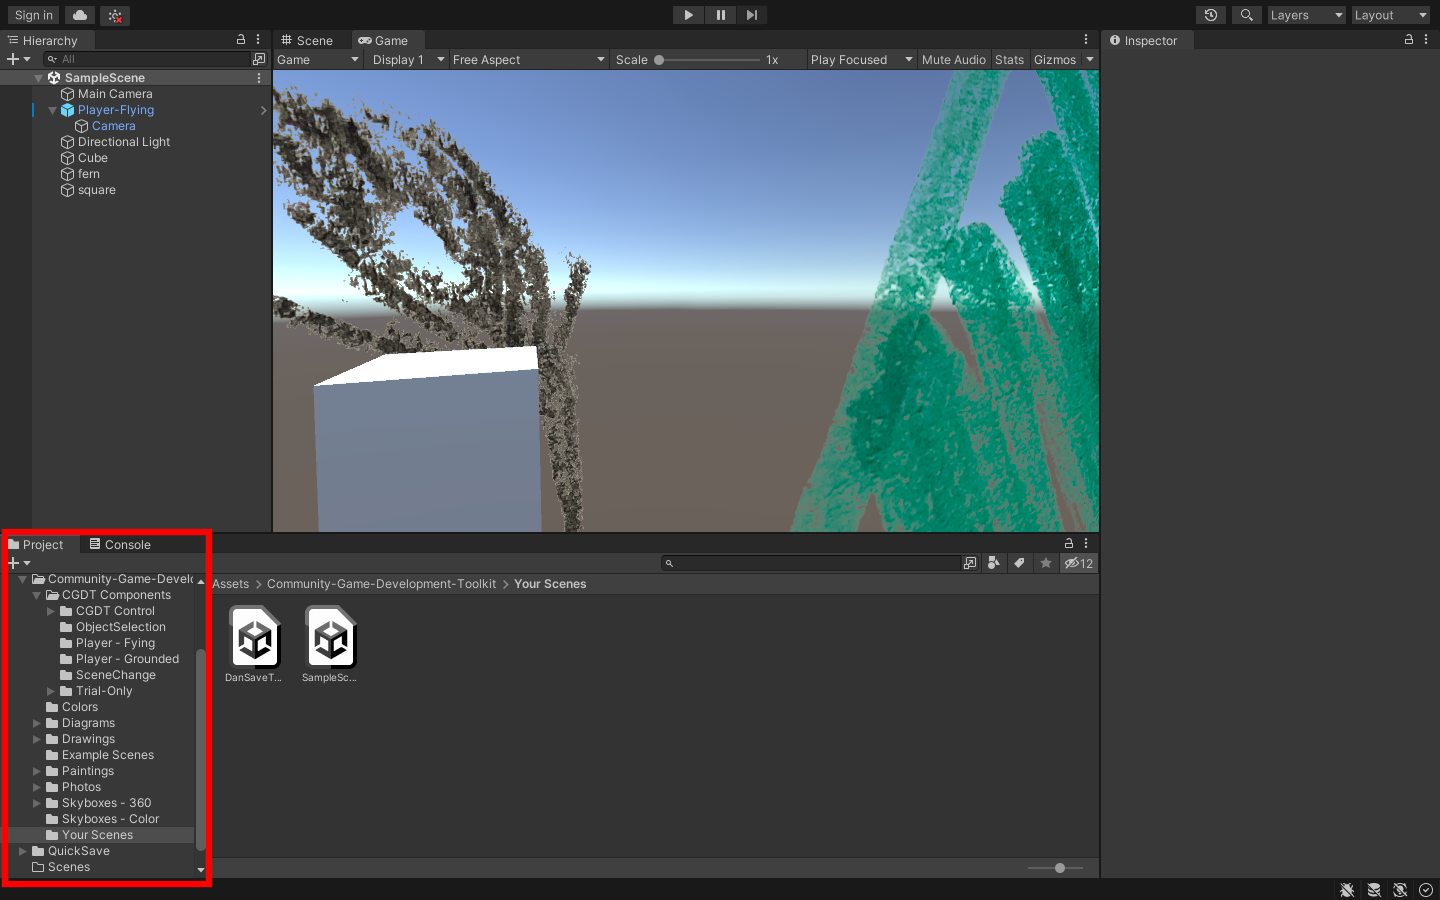 Sign in
Layers
Layout
Hierarchy
All
SampleScene
Main Camera
Player-Flying
Camera
Directional Light
Cube
fern
square
Scene
Game
Game
Display 1
Free Aspect
Scale
1x
Play Focused
Mute Audio
Stats
Gizmos
Inspector
Project
Console
Community-Game-Develo
CGDT Components
CGDT Control
ObjectSelection
Player - Fying
Player - Grounded
SceneChange
Trial-Only
Colors
Diagrams
Drawings
Example Scenes
Paintings
Photos
Skyboxes - 360
Skyboxes - Color
Your Scenes
QuickSave
Scenes
12
Assets > Community-Game-Development-Toolkit > Your Scenes
DanSaveT...
SampleSc...